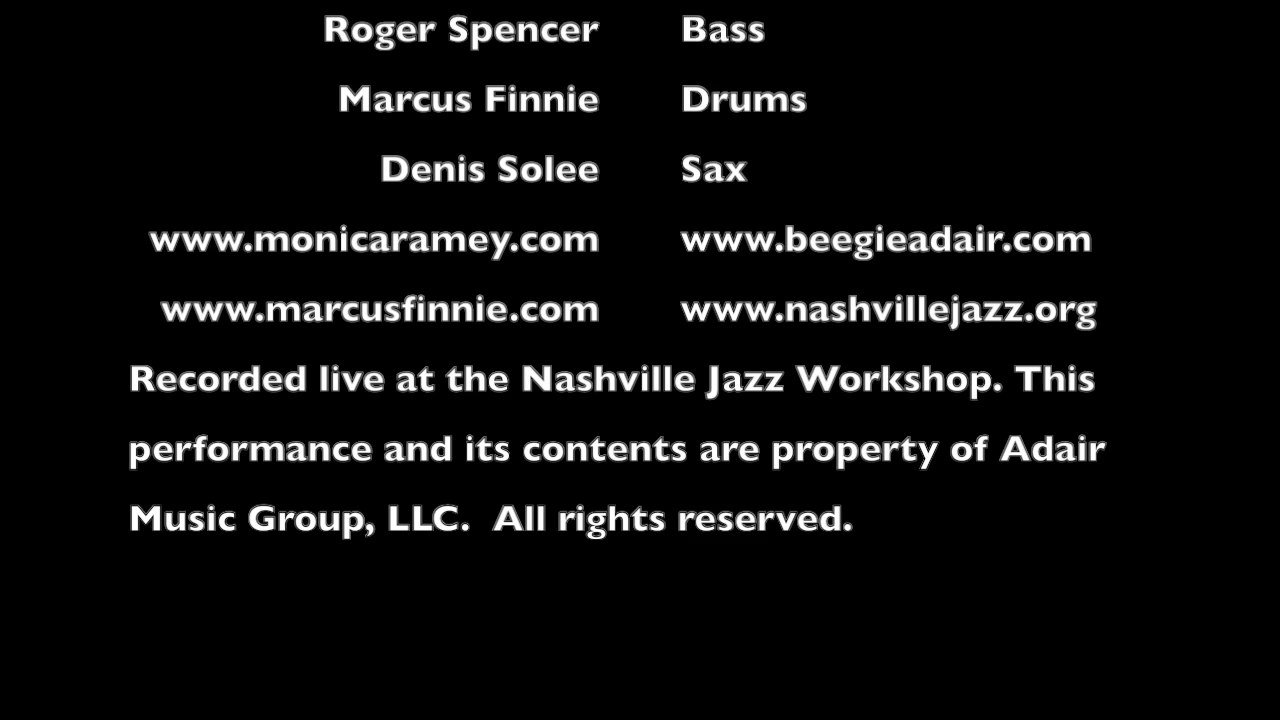 Roger Spencer Bass
Marcus Finnie Drums
Denis Solee Sax
www.monicaramey.com www.beegieadair.com
www.marcusfinnie.com www.nashvillejazz.org
Recorded live at the Nashville Jazz Workshop. This
performance and its contents are property of Adair
Music Group, LLC.  All rights reserved.